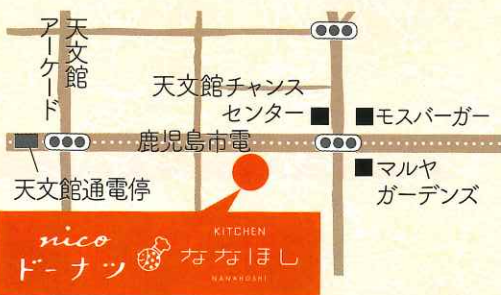 天文館
アーケード
天文館チャンス
センター
モスバーガー
鹿児島市電
マルヤ
ガーデンズ
天文館通電停
nico
ドーナツ
KITCHEN
ななほし
NANAHOSHI